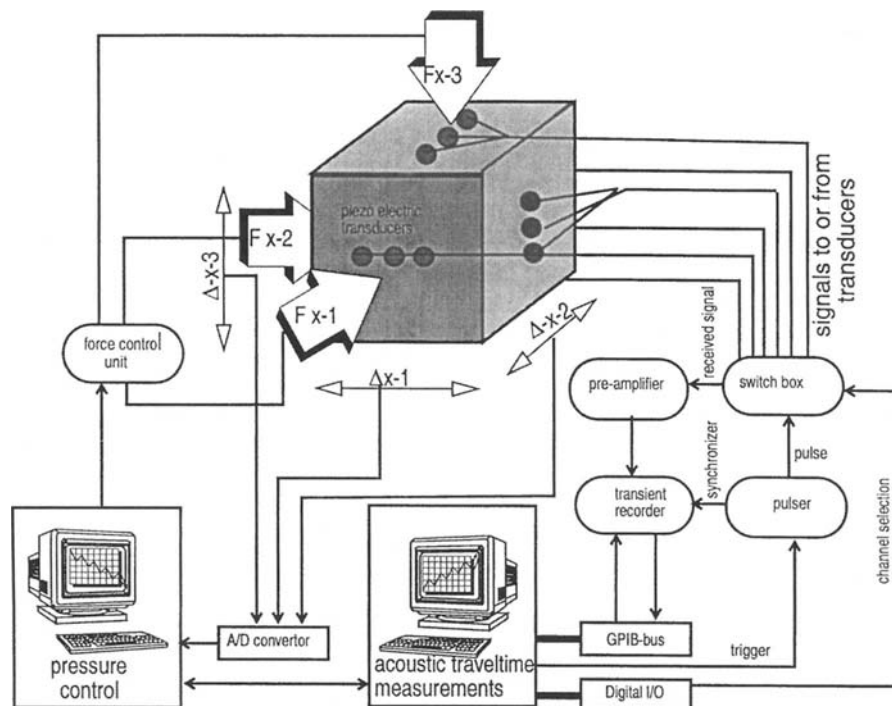 Fx-3
piezo electric
transducers
F x-2
F x-1
Δ-x-3
Δ-x-2
Δx-1
signals to or from
transducers
force control
unit
received signal
pre-amplifier
switch box
pulse
synchronizer
transient
recorder
pulser
channel selection
A/D convertor
GPIB-bus
trigger
Digital I/O
pressure
control
acoustic traveltime
measurements